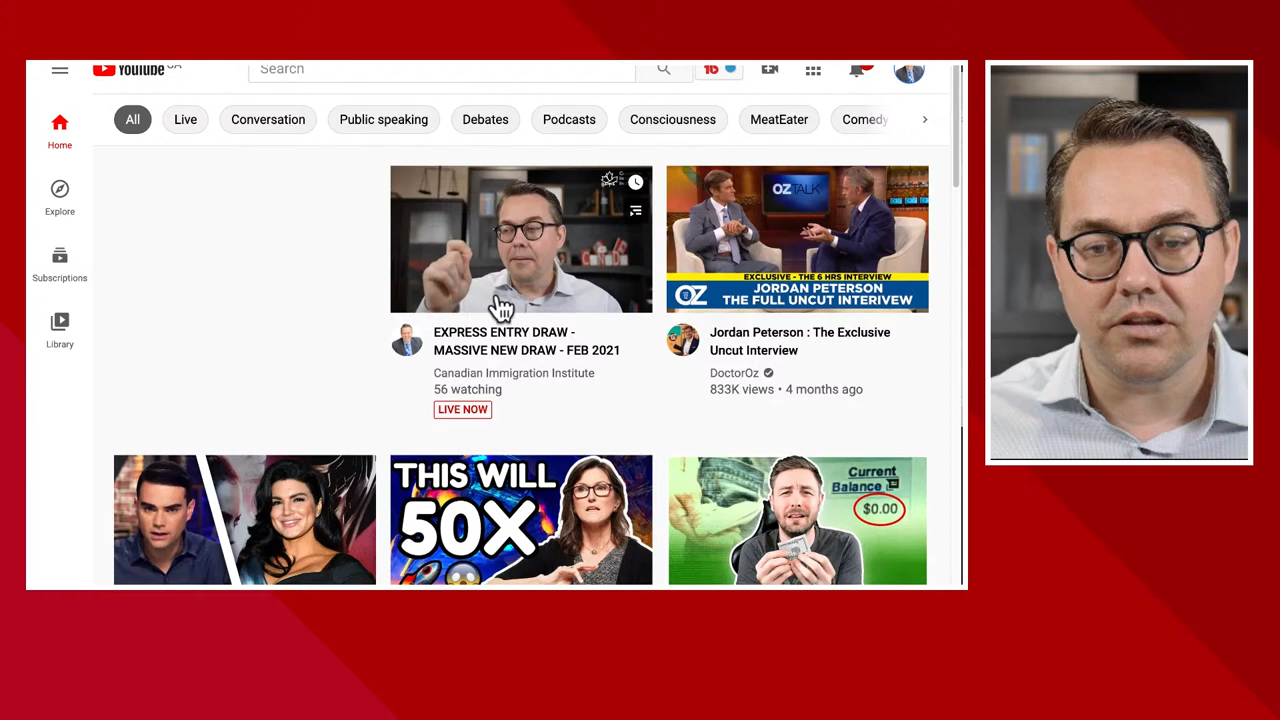 YouTube CA
Search
All
Live
Conversation
Public speaking
Debates
Podcasts
Consciousness
MeatEater
Comedy
Home
Explore
Subscriptions
Library
OZ TALK
EXCLUSIVE - THE 6 HRS INTERVIEW
OZ
JORDAN PETERSON
THE FULL UNCUT INTERIVEW
EXPRESS ENTRY DRAW -
MASSIVE NEW DRAW - FEB 2021
Canadian Immigration Institute
56 watching
LIVE NOW
Jordan Peterson : The Exclusive
Uncut Interview
DoctorOz
833K views • 4 months ago
THIS WILL
50X
Current
Balance
$0.00